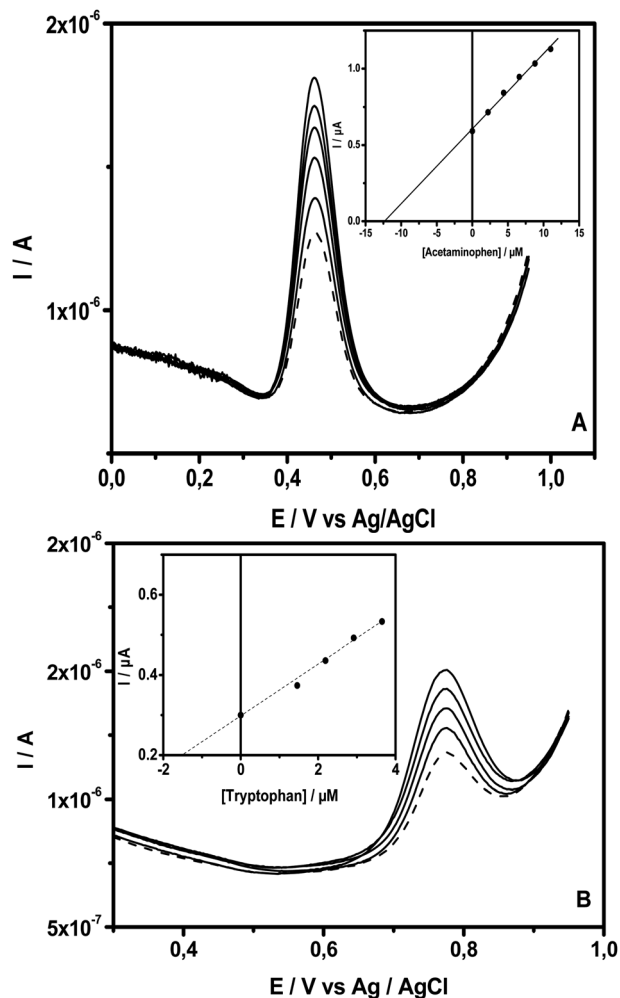 2x10⁻⁶
1x10⁻⁶
I / A
0,0 0,2 0,4 0,6 0,8 1,0
E / V vs Ag/AgCl
A
1.0
0.5
0.0
I / µA
-15 -10 -5 0 5 10 15
[Acetaminophen] / µM
2x10⁻⁶
2x10⁻⁶
1x10⁻⁶
5x10⁻⁷
I / A
0,4 0,6 0,8 1,0
E / V vs Ag / AgCl
B
0.6
0.4
0.2
I / µA
-2 0 2 4
[Tryptophan] / µM